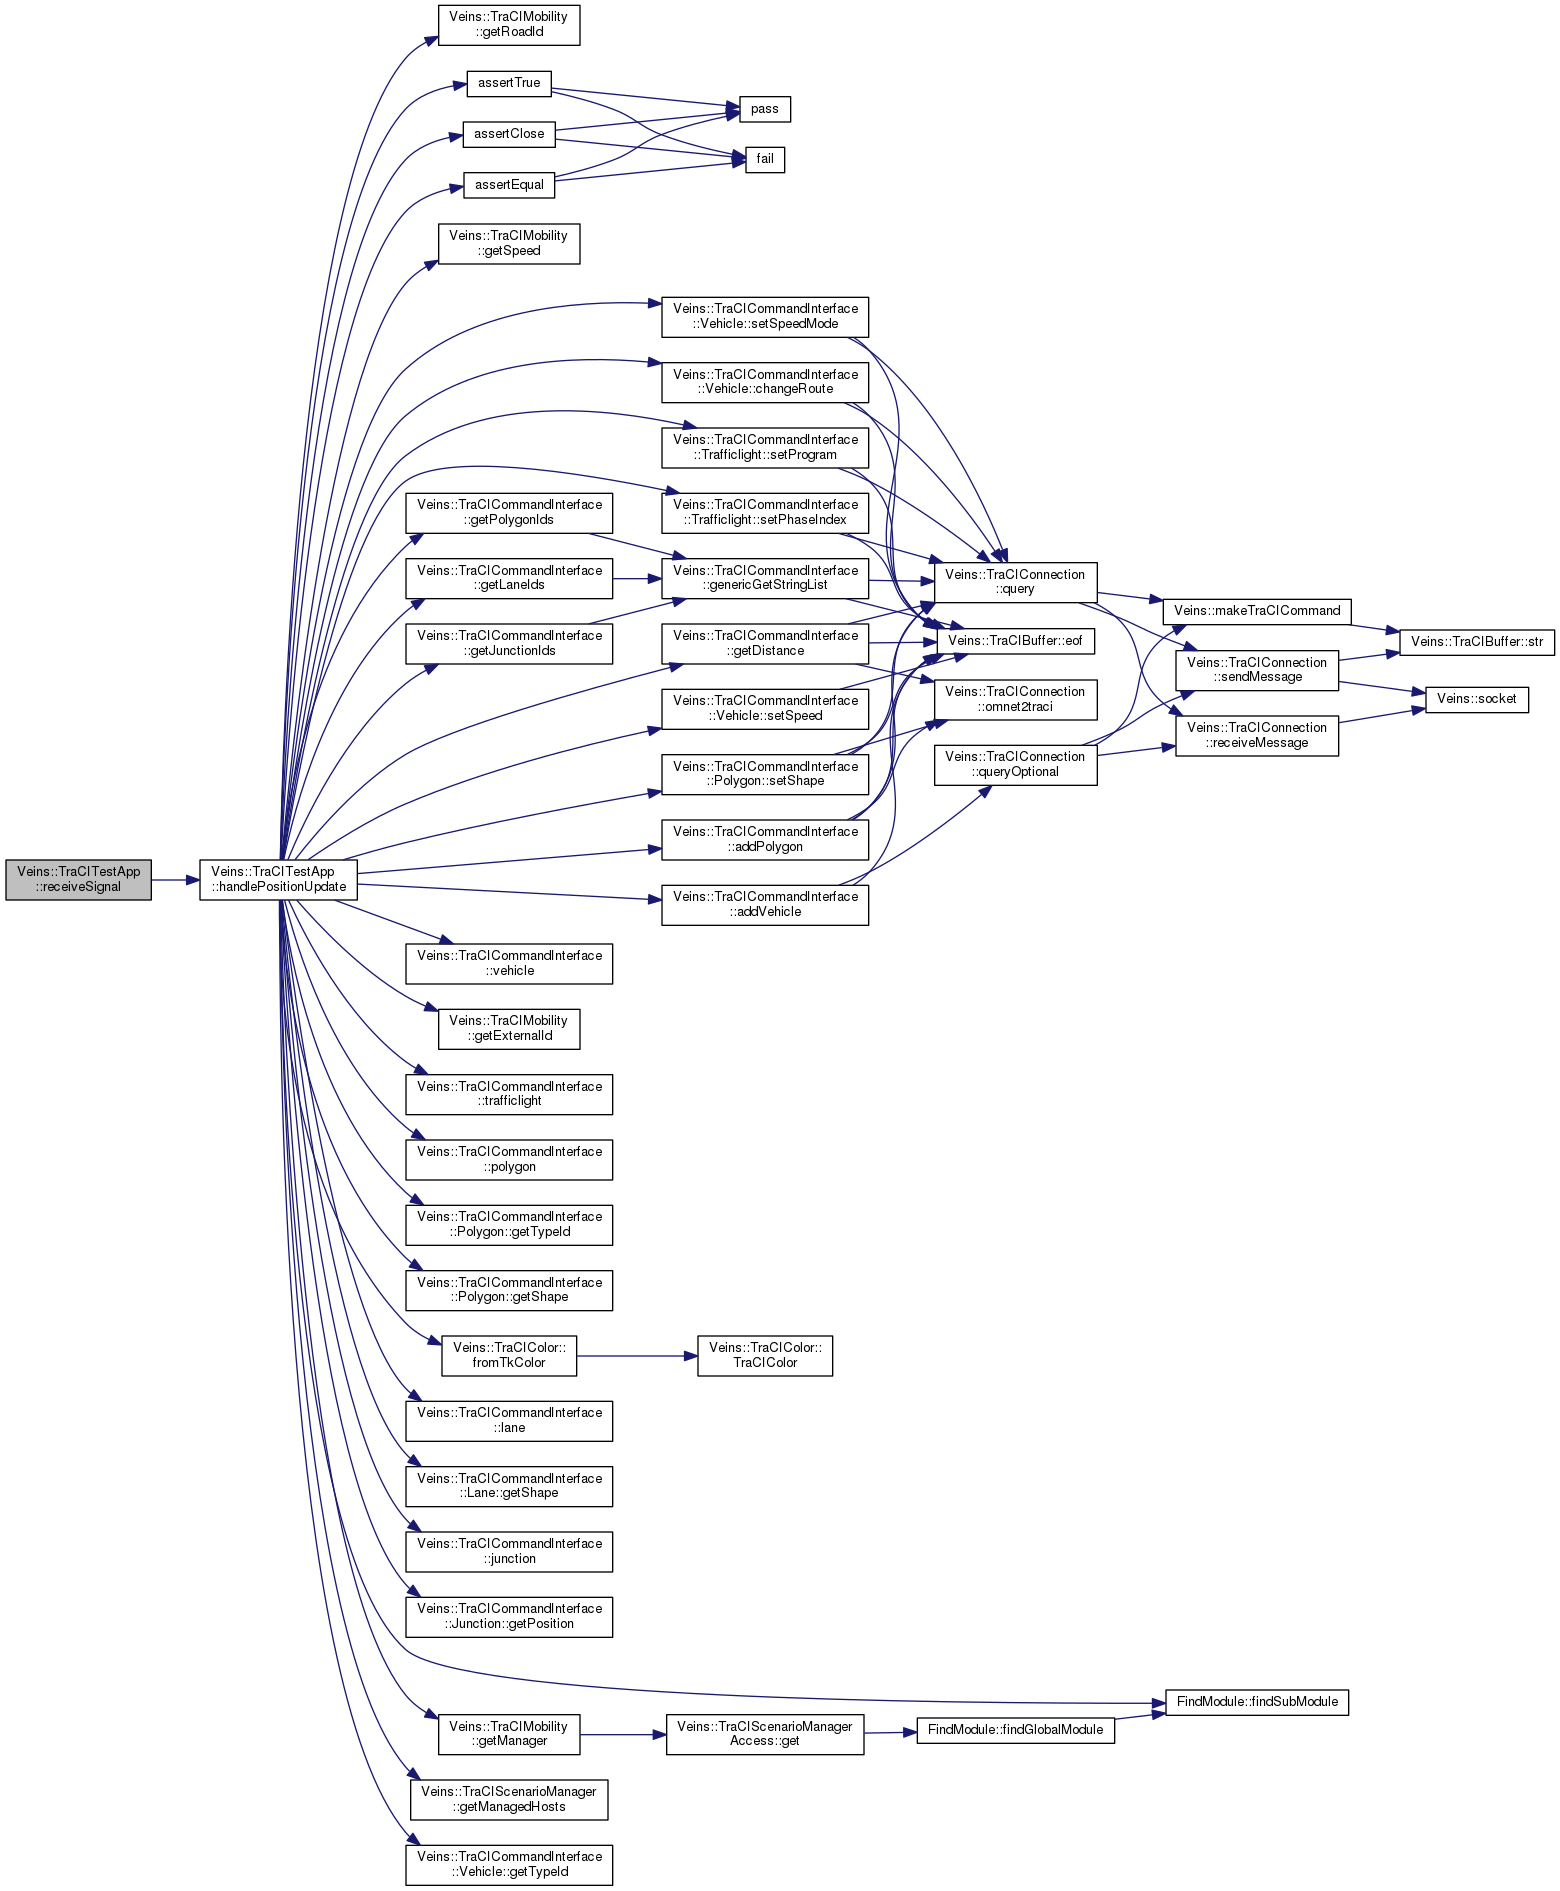 Veins::TraCITestApp
::receiveSignal
Veins::TraCITestApp
::handlePositionUpdate
Veins::TraCIMobility
::getRoadId
assertTrue
assertClose
assertEqual
pass
fail
Veins::TraCIMobility
::getSpeed
Veins::TraCICommandInterface
::Vehicle::setSpeedMode
Veins::TraCICommandInterface
::Vehicle::changeRoute
Veins::TraCICommandInterface
::Trafficlight::setProgram
Veins::TraCICommandInterface
::Trafficlight::setPhaseIndex
Veins::TraCICommandInterface
::getPolygonIds
Veins::TraCICommandInterface
::getLaneIds
Veins::TraCICommandInterface
::getJunctionIds
Veins::TraCICommandInterface
::genericGetStringList
Veins::TraCICommandInterface
::getDistance
Veins::TraCICommandInterface
::Vehicle::setSpeed
Veins::TraCICommandInterface
::Polygon::setShape
Veins::TraCICommandInterface
::addPolygon
Veins::TraCICommandInterface
::addVehicle
Veins::TraCIConnection
::query
Veins::TraCIBuffer::eof
Veins::TraCIConnection
::omnet2traci
Veins::TraCIConnection
::queryOptional
Veins::makeTraCICommand
Veins::TraCIConnection
::sendMessage
Veins::TraCIConnection
::receiveMessage
Veins::TraCIBuffer::str
Veins::socket
Veins::TraCICommandInterface
::vehicle
Veins::TraCIMobility
::getExternalId
Veins::TraCICommandInterface
::trafficlight
Veins::TraCICommandInterface
::polygon
Veins::TraCICommandInterface
::Polygon::getTypeId
Veins::TraCICommandInterface
::Polygon::getShape
Veins::TraCIColor::
fromTkColor
Veins::TraCIColor::
TraCIColor
Veins::TraCICommandInterface
::lane
Veins::TraCICommandInterface
::Lane::getShape
Veins::TraCICommandInterface
::junction
Veins::TraCICommandInterface
::Junction::getPosition
Veins::TraCIMobility
::getManager
Veins::TraCIScenarioManager
Access::get
FindModule::findGlobalModule
FindModule::findSubModule
Veins::TraCIScenarioManager
::getManagedHosts
Veins::TraCICommandInterface
::Vehicle::getTypeId